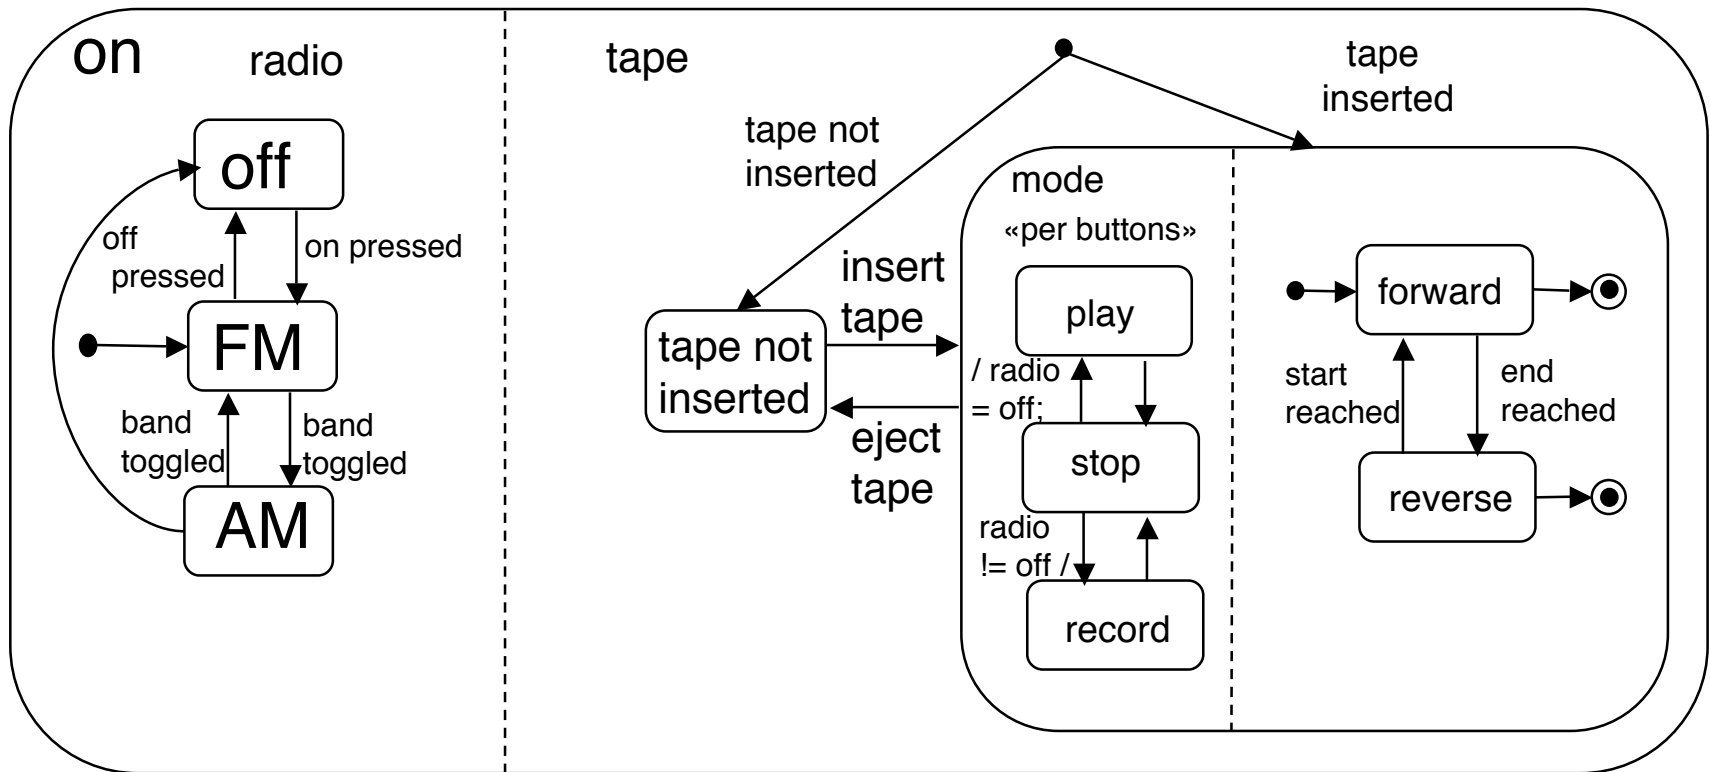 on
radio
tape
tape
inserted
tape not
inserted
off
off
pressed
on pressed
FM
band
toggled
band
toggled
AM
tape not
inserted
insert
tape
eject
tape
mode
«per buttons»
play
/ radio
= off;
stop
radio
!= off /
record
forward
start
reached
end
reached
reverse